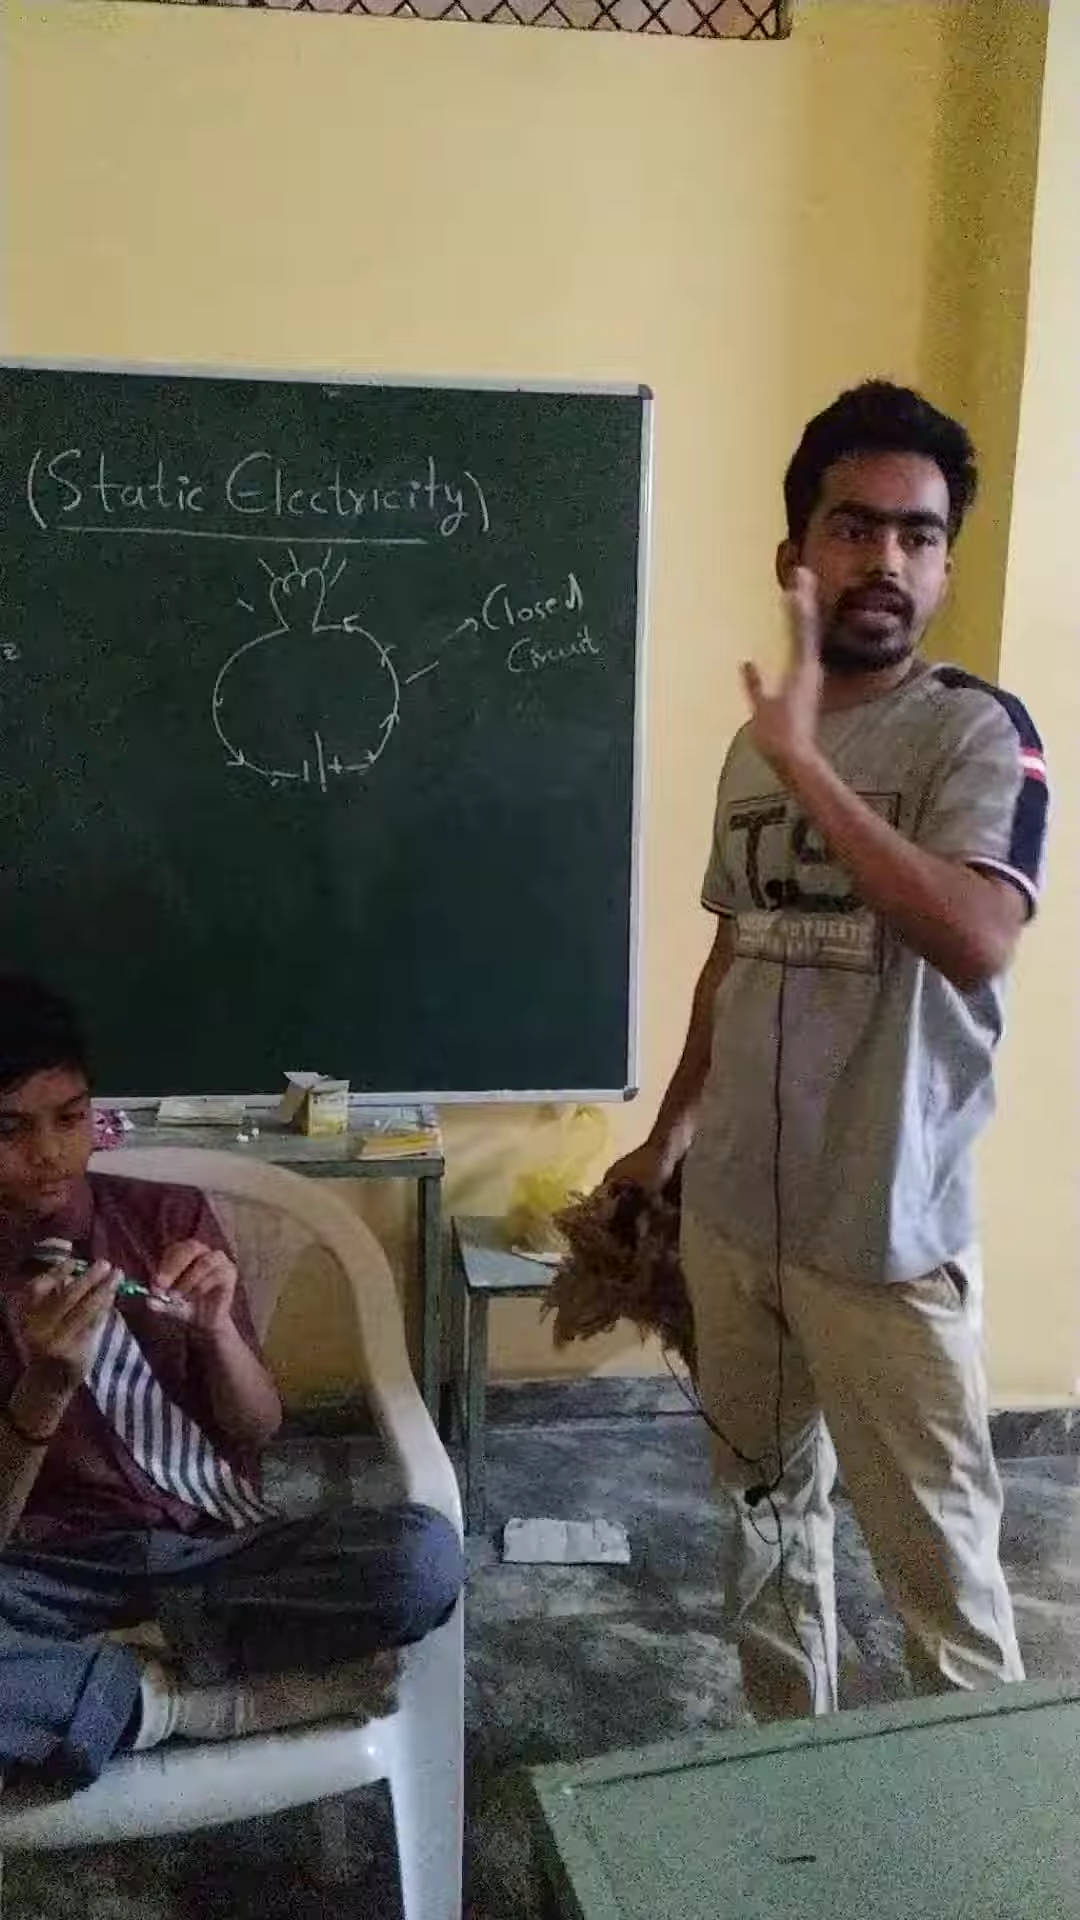 (Static Electricity)
→ Closed
Circuit
- +